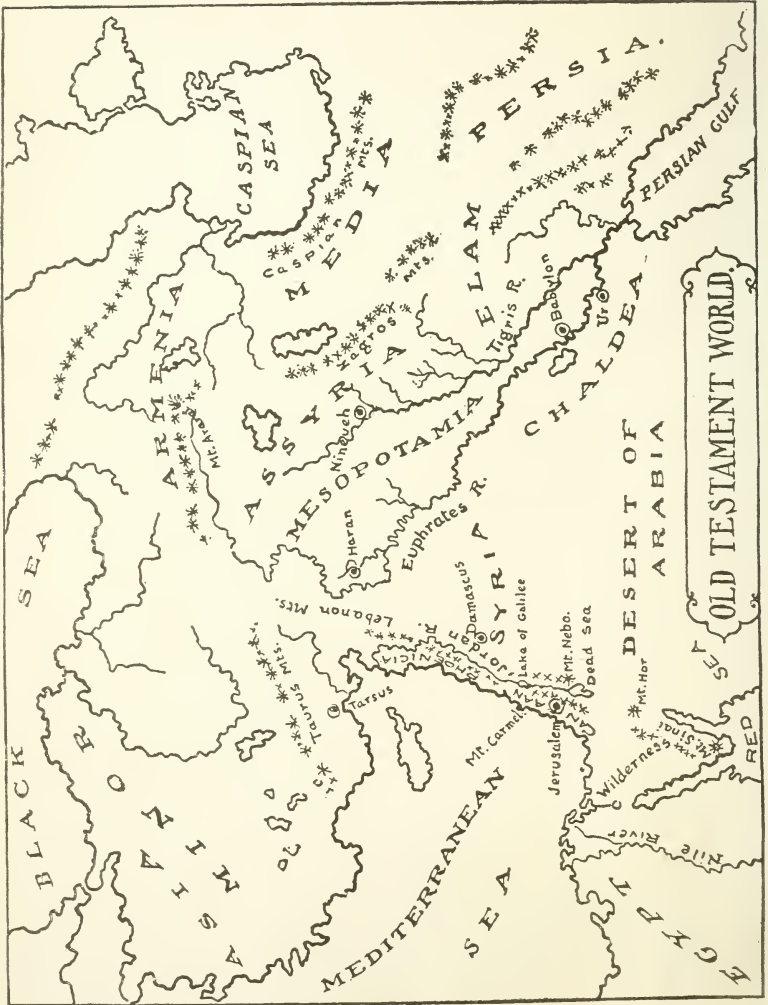 BLACK SEA
CASPIAN SEA
ARMENIA
Mt. Ararat
Caspian Mts.
MEDIA
Zagros Mts.
ASSYRIA
Nineveh
MESOPOTAMIA
Haran
Euphrates R.
Tigris R.
ELAM
PERSIA.
PERSIAN GULF
Babylon
Ur
CHALDEA
ASIA MINOR
Taurus Mts.
Tarsus
Lebanon Mts.
SYRIA
Damascus
Jordan R.
Lake of Galilee
Mt. Nebo.
Dead Sea
Mt. Carmel.
Jerusalem
MEDITERRANEAN SEA
DESERT OF ARABIA
Mt. Hor
Wilderness
Mt. Sinai
RED SEA
Nile River
EGYPT
OLD TESTAMENT WORLD.